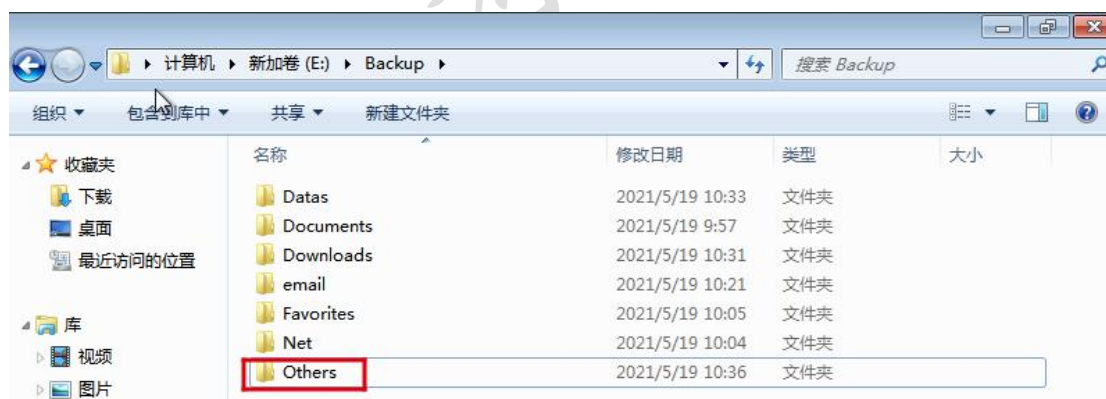 计算机 新加卷 (E:) Backup
搜索 Backup
组织 包含到库中 共享 新建文件夹
名称 修改日期 类型 大小
收藏夹
下载
桌面
最近访问的位置
库
视频
图片
Datas 2021/5/19 10:33 文件夹
Documents 2021/5/19 9:57 文件夹
Downloads 2021/5/19 10:31 文件夹
email 2021/5/19 10:21 文件夹
Favorites 2021/5/19 10:05 文件夹
Net 2021/5/19 10:04 文件夹
Others 2021/5/19 10:36 文件夹